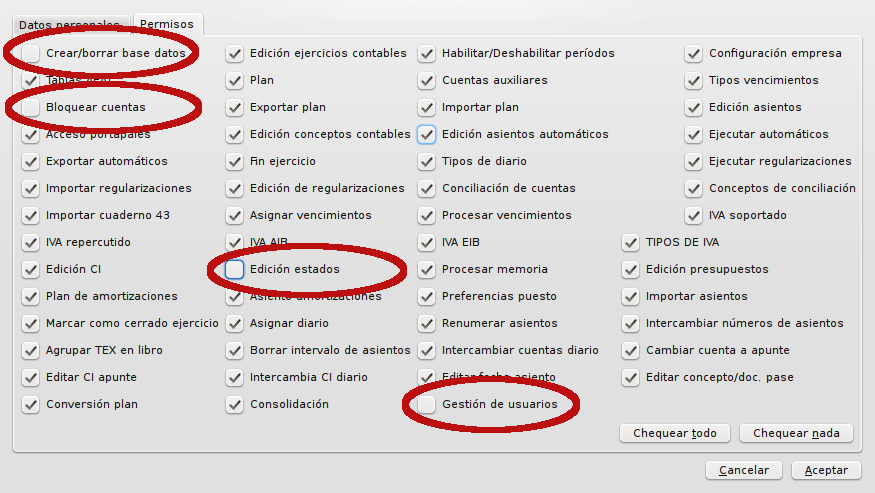 Datos personales Permisos
Crear/borrar base datos Edición ejercicios contables Habilitar/Deshabilitar períodos Configuración empresa
Tablas Plan Cuentas auxiliares Tipos vencimientos
Bloquear cuentas Exportar plan Importar plan Edición asientos
Acceso portapapeles Edición conceptos contables Edición asientos automáticos Ejecutar automáticos
Exportar automáticos Fin ejercicio Tipos de diario Ejecutar regularizaciones
Importar regularizaciones Edición de regularizaciones Conciliación de cuentas Conceptos de conciliación
Importar cuaderno 43 Asignar vencimientos Procesar vencimientos IVA soportado
IVA repercutido IVA AIB IVA EIB TIPOS DE IVA
Edición CI Edición estados Procesar memoria Edición presupuestos
Plan de amortizaciones Asiento amortizaciones Preferencias puesto Importar asientos
Marcar como cerrado ejercicio Asignar diario Renumerar asientos Intercambiar números de asientos
Agrupar TEX en libro Borrar intervalo de asientos Intercambiar cuentas diario Cambiar cuenta a apunte
Editar CI apunte Intercambia CI diario Editar fecha asiento Editar concepto/doc. pase
Conversión plan Consolidación Gestión de usuarios
Chequear todo Chequear nada
Cancelar Aceptar